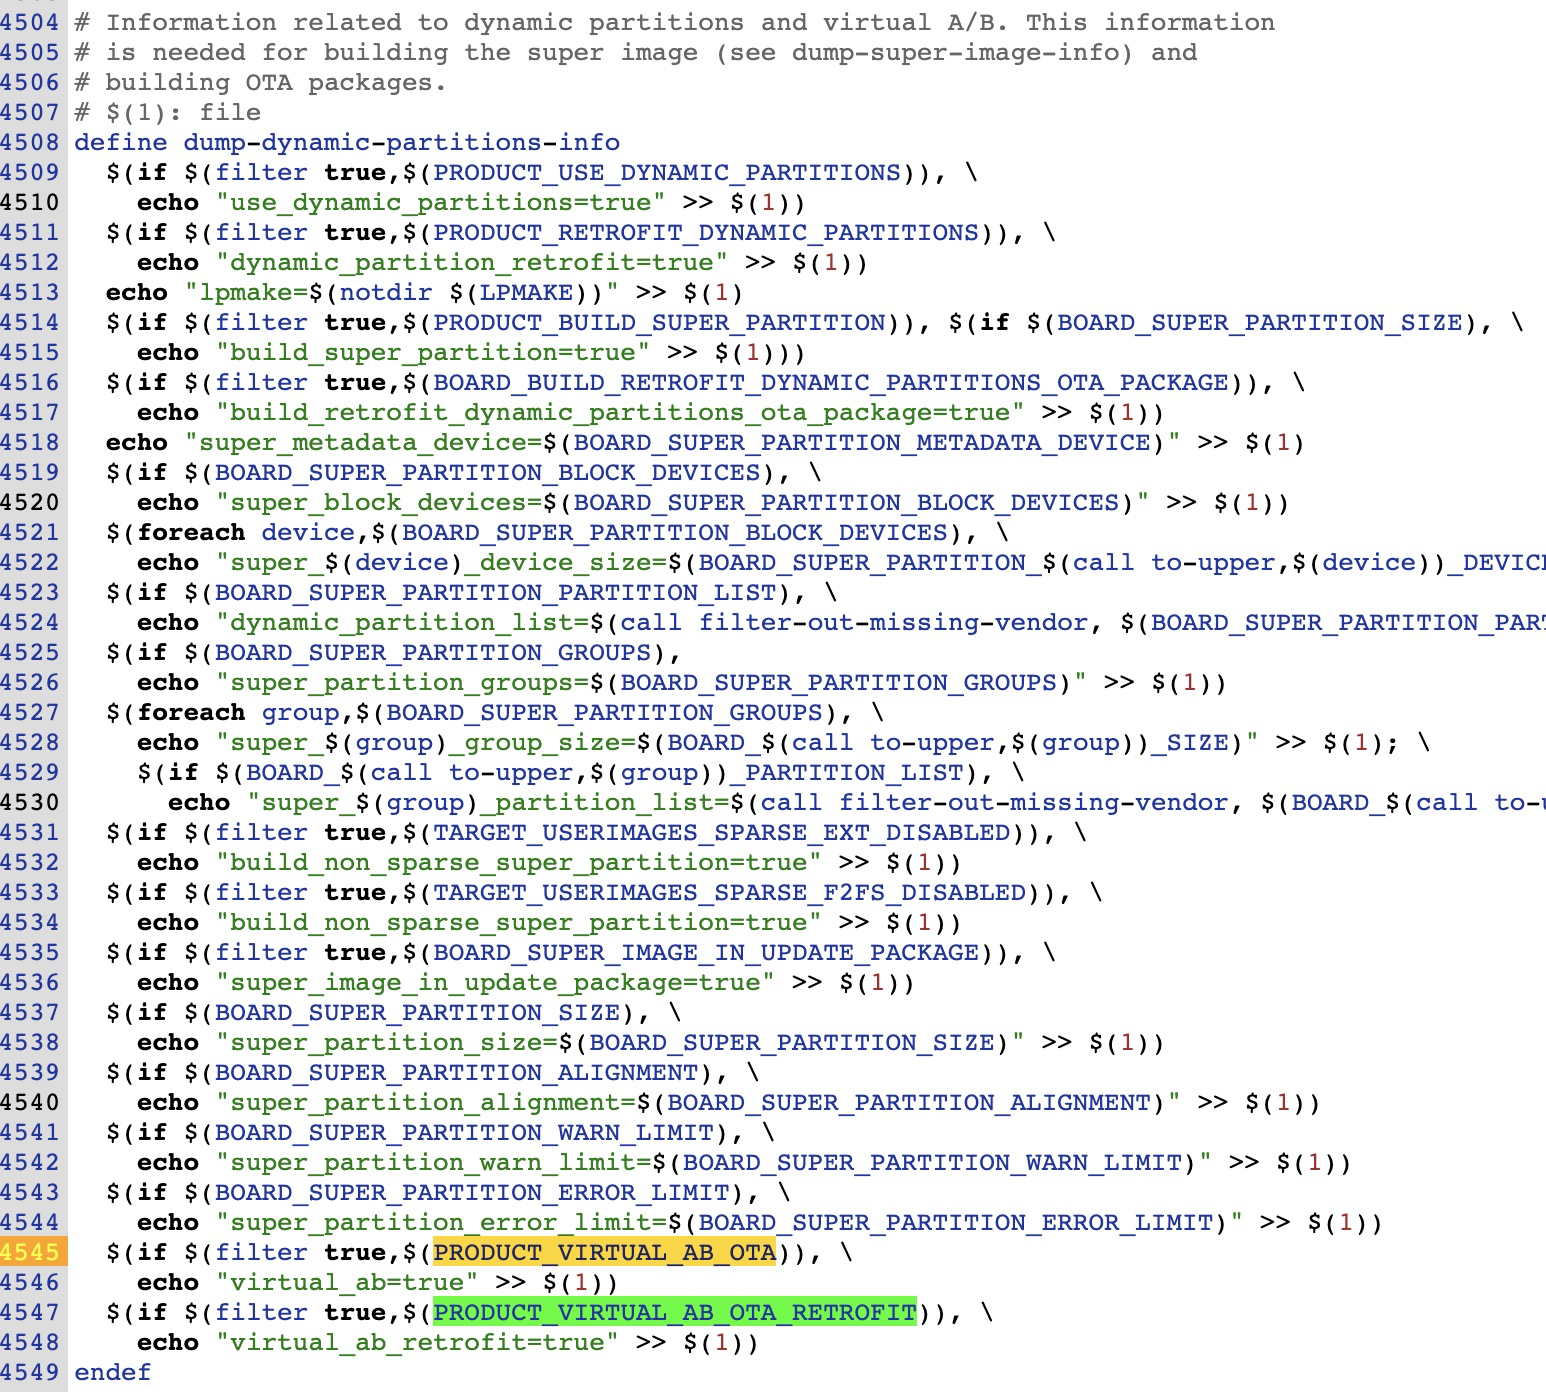 4504 # Information related to dynamic partitions and virtual A/B. This information
4505 # is needed for building the super image (see dump-super-image-info) and
4506 # building OTA packages.
4507 # $(1): file
4508 define dump-dynamic-partitions-info
4509   $(if $(filter true,$(PRODUCT_USE_DYNAMIC_PARTITIONS)), \
4510     echo "use_dynamic_partitions=true" >> $(1))
4511   $(if $(filter true,$(PRODUCT_RETROFIT_DYNAMIC_PARTITIONS)), \
4512     echo "dynamic_partition_retrofit=true" >> $(1))
4513   echo "lpmake=$(notdir $(LPMAKE))" >> $(1)
4514   $(if $(filter true,$(PRODUCT_BUILD_SUPER_PARTITION)), $(if $(BOARD_SUPER_PARTITION_SIZE), \
4515     echo "build_super_partition=true" >> $(1)))
4516   $(if $(filter true,$(BOARD_BUILD_RETROFIT_DYNAMIC_PARTITIONS_OTA_PACKAGE)), \
4517     echo "build_retrofit_dynamic_partitions_ota_package=true" >> $(1))
4518   echo "super_metadata_device=$(BOARD_SUPER_PARTITION_METADATA_DEVICE)" >> $(1)
4519   $(if $(BOARD_SUPER_PARTITION_BLOCK_DEVICES), \
4520     echo "super_block_devices=$(BOARD_SUPER_PARTITION_BLOCK_DEVICES)" >> $(1))
4521   $(foreach device,$(BOARD_SUPER_PARTITION_BLOCK_DEVICES), \
4522     echo "super_$(device)_device_size=$(BOARD_SUPER_PARTITION_$(call to-upper,$(device))_DEVIC
4523   $(if $(BOARD_SUPER_PARTITION_PARTITION_LIST), \
4524     echo "dynamic_partition_list=$(call filter-out-missing-vendor, $(BOARD_SUPER_PARTITION_PAR
4525   $(if $(BOARD_SUPER_PARTITION_GROUPS),
4526     echo "super_partition_groups=$(BOARD_SUPER_PARTITION_GROUPS)" >> $(1))
4527   $(foreach group,$(BOARD_SUPER_PARTITION_GROUPS), \
4528     echo "super_$(group)_group_size=$(BOARD_$(call to-upper,$(group))_SIZE)" >> $(1); \
4529     $(if $(BOARD_$(call to-upper,$(group))_PARTITION_LIST), \
4530       echo "super_$(group)_partition_list=$(call filter-out-missing-vendor, $(BOARD_$(call to-
4531   $(if $(filter true,$(TARGET_USERIMAGES_SPARSE_EXT_DISABLED)), \
4532     echo "build_non_sparse_super_partition=true" >> $(1))
4533   $(if $(filter true,$(TARGET_USERIMAGES_SPARSE_F2FS_DISABLED)), \
4534     echo "build_non_sparse_super_partition=true" >> $(1))
4535   $(if $(filter true,$(BOARD_SUPER_IMAGE_IN_UPDATE_PACKAGE)), \
4536     echo "super_image_in_update_package=true" >> $(1))
4537   $(if $(BOARD_SUPER_PARTITION_SIZE), \
4538     echo "super_partition_size=$(BOARD_SUPER_PARTITION_SIZE)" >> $(1))
4539   $(if $(BOARD_SUPER_PARTITION_ALIGNMENT), \
4540     echo "super_partition_alignment=$(BOARD_SUPER_PARTITION_ALIGNMENT)" >> $(1))
4541   $(if $(BOARD_SUPER_PARTITION_WARN_LIMIT), \
4542     echo "super_partition_warn_limit=$(BOARD_SUPER_PARTITION_WARN_LIMIT)" >> $(1))
4543   $(if $(BOARD_SUPER_PARTITION_ERROR_LIMIT), \
4544     echo "super_partition_error_limit=$(BOARD_SUPER_PARTITION_ERROR_LIMIT)" >> $(1))
4545   $(if $(filter true,$(PRODUCT_VIRTUAL_AB_OTA)), \
4546     echo "virtual_ab=true" >> $(1))
4547   $(if $(filter true,$(PRODUCT_VIRTUAL_AB_OTA_RETROFIT)), \
4548     echo "virtual_ab_retrofit=true" >> $(1))
4549 endef